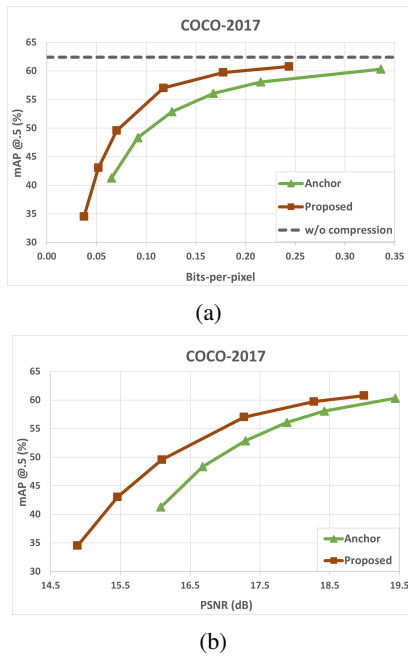 COCO-2017
65
60
55
50
45
40
35
30
mAP @.5 (%)
0.00 0.05 0.10 0.15 0.20 0.25 0.30 0.35
Bits-per-pixel
Anchor
Proposed
w/o compression
(a)
COCO-2017
65
60
55
50
45
40
35
30
mAP @.5 (%)
14.5 15.5 16.5 17.5 18.5 19.5
PSNR (dB)
Anchor
Proposed
(b)